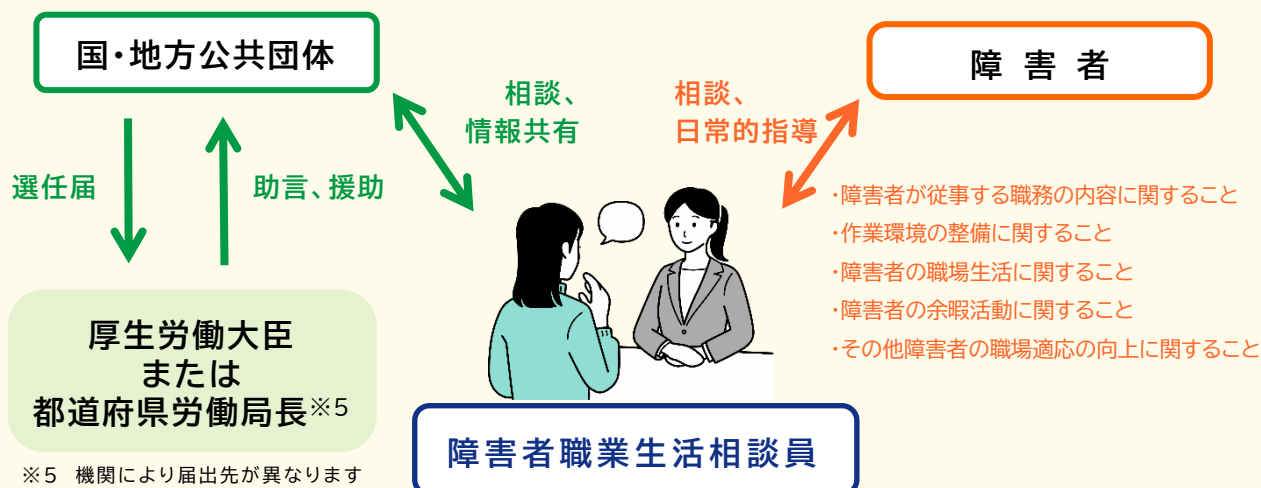 国・地方公共団体
障害者
相談、
情報共有
相談、
日常的指導
選任届
助言、援助
・障害者が従事する職務の内容に関すること
・作業環境の整備に関すること
・障害者の職場生活に関すること
・障害者の余暇活動に関すること
・その他障害者の職場適応の向上に関すること
厚生労働大臣
または
都道府県労働局長※5
※5 機関により届出先が異なります
障害者職業生活相談員